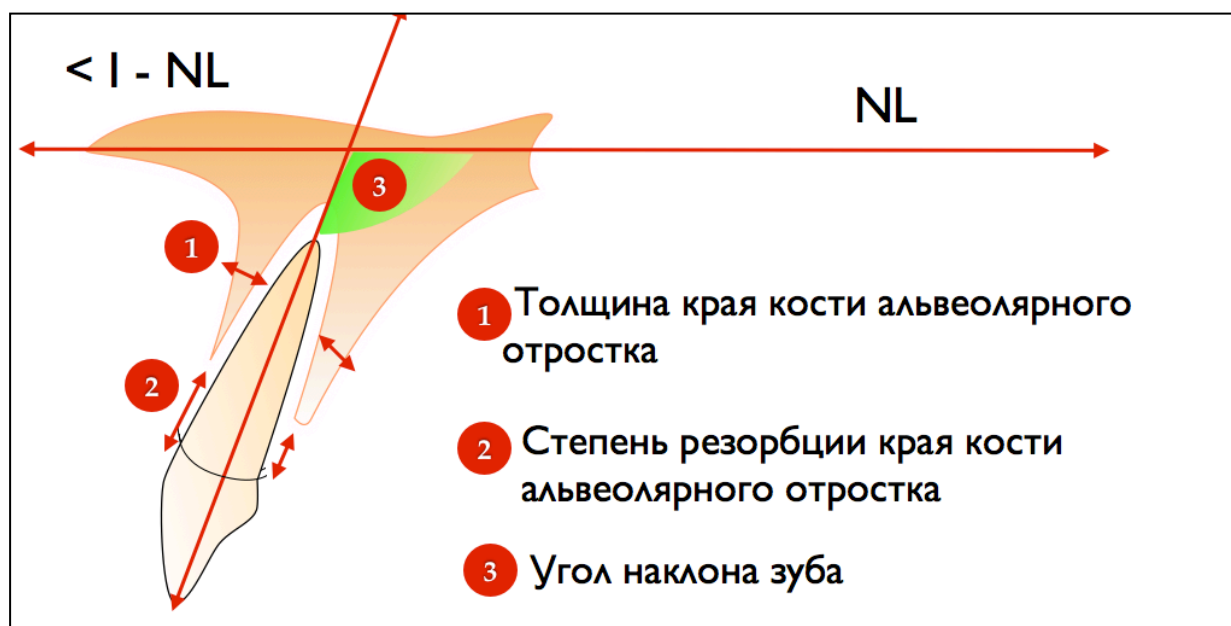 < I - NL
NL
3
1
2
1 Толщина края кости альвеолярного
отростка
2 Степень резорбции края кости
альвеолярного отростка
3 Угол наклона зуба